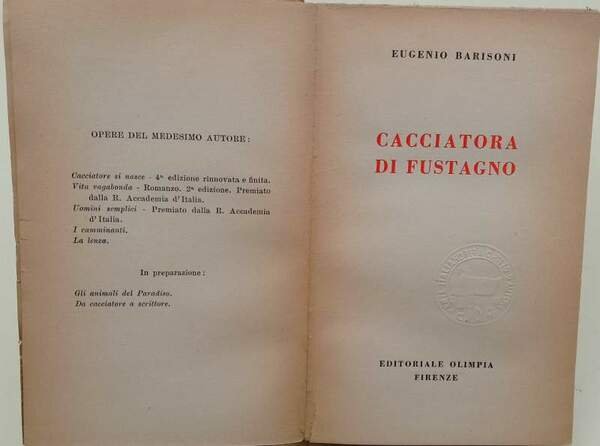 OPERE DEL MEDESIMO AUTORE:
Cacciatore si nasce - 4ª edizione rinnovata e finita.
Vita vagabonda - Romanzo. 2ª edizione. Premiato
dalla R. Accademia d'Italia.
Uomini semplici - Premiato dalla R. Accademia
d'Italia.
I camminanti.
La lenza.
In preparazione:
Gli animali del Paradiso.
Da cacciatore a scrittore.
EUGENIO BARISONI
CACCIATORA
DI FUSTAGNO
EDITORIALE OLIMPIA
FIRENZE